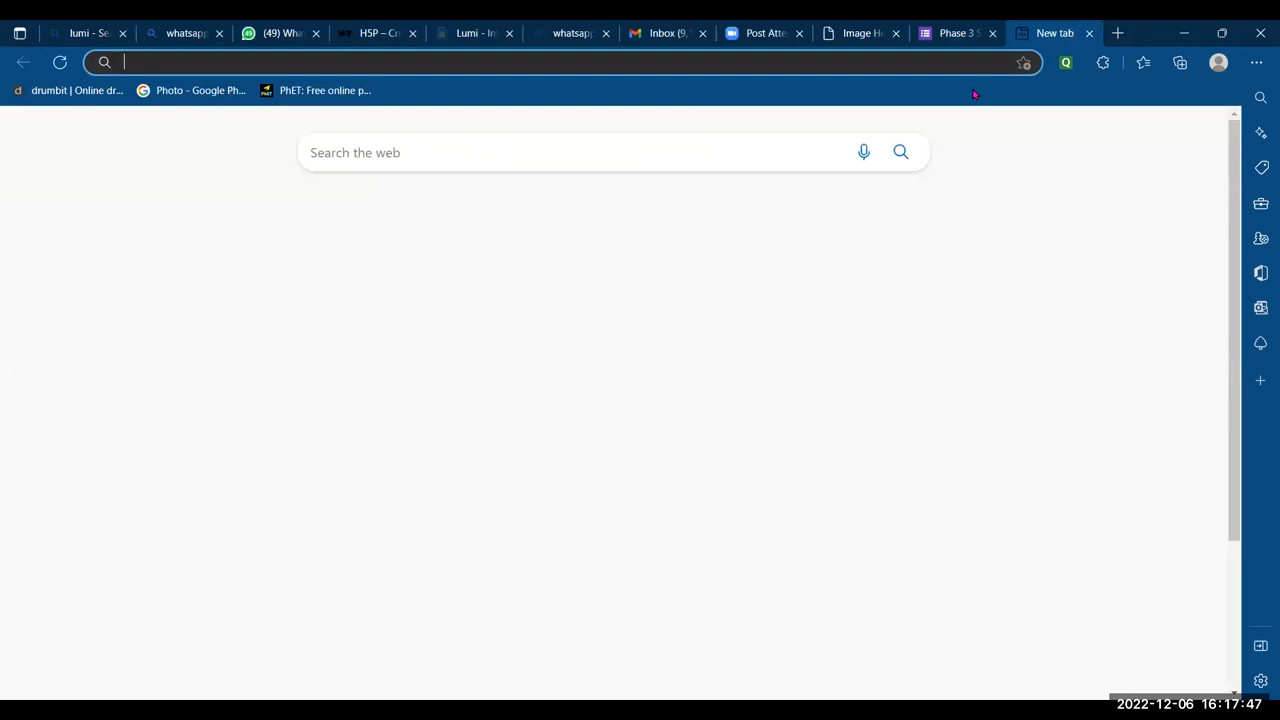 lumi - Se
whatsapp
(49) Wha
H5P – Cr
Lumi - In
whatsapp
Inbox (9,
Post Atte
Image H
Phase 3 S
New tab
drumbit | Online dr...
Photo - Google Ph...
PhET: Free online p...
Search the web
2022-12-06 16:17:47